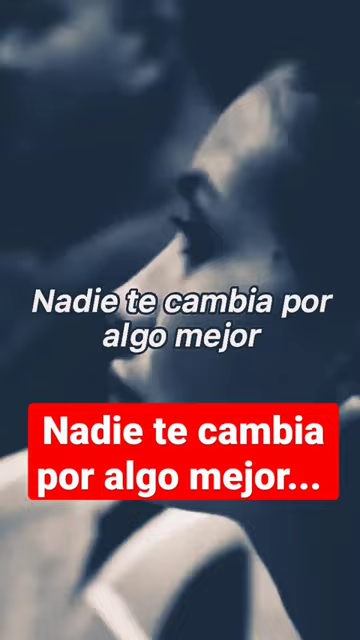 Nadie te cambia por
algo mejor
Nadie te cambia
por algo mejor...